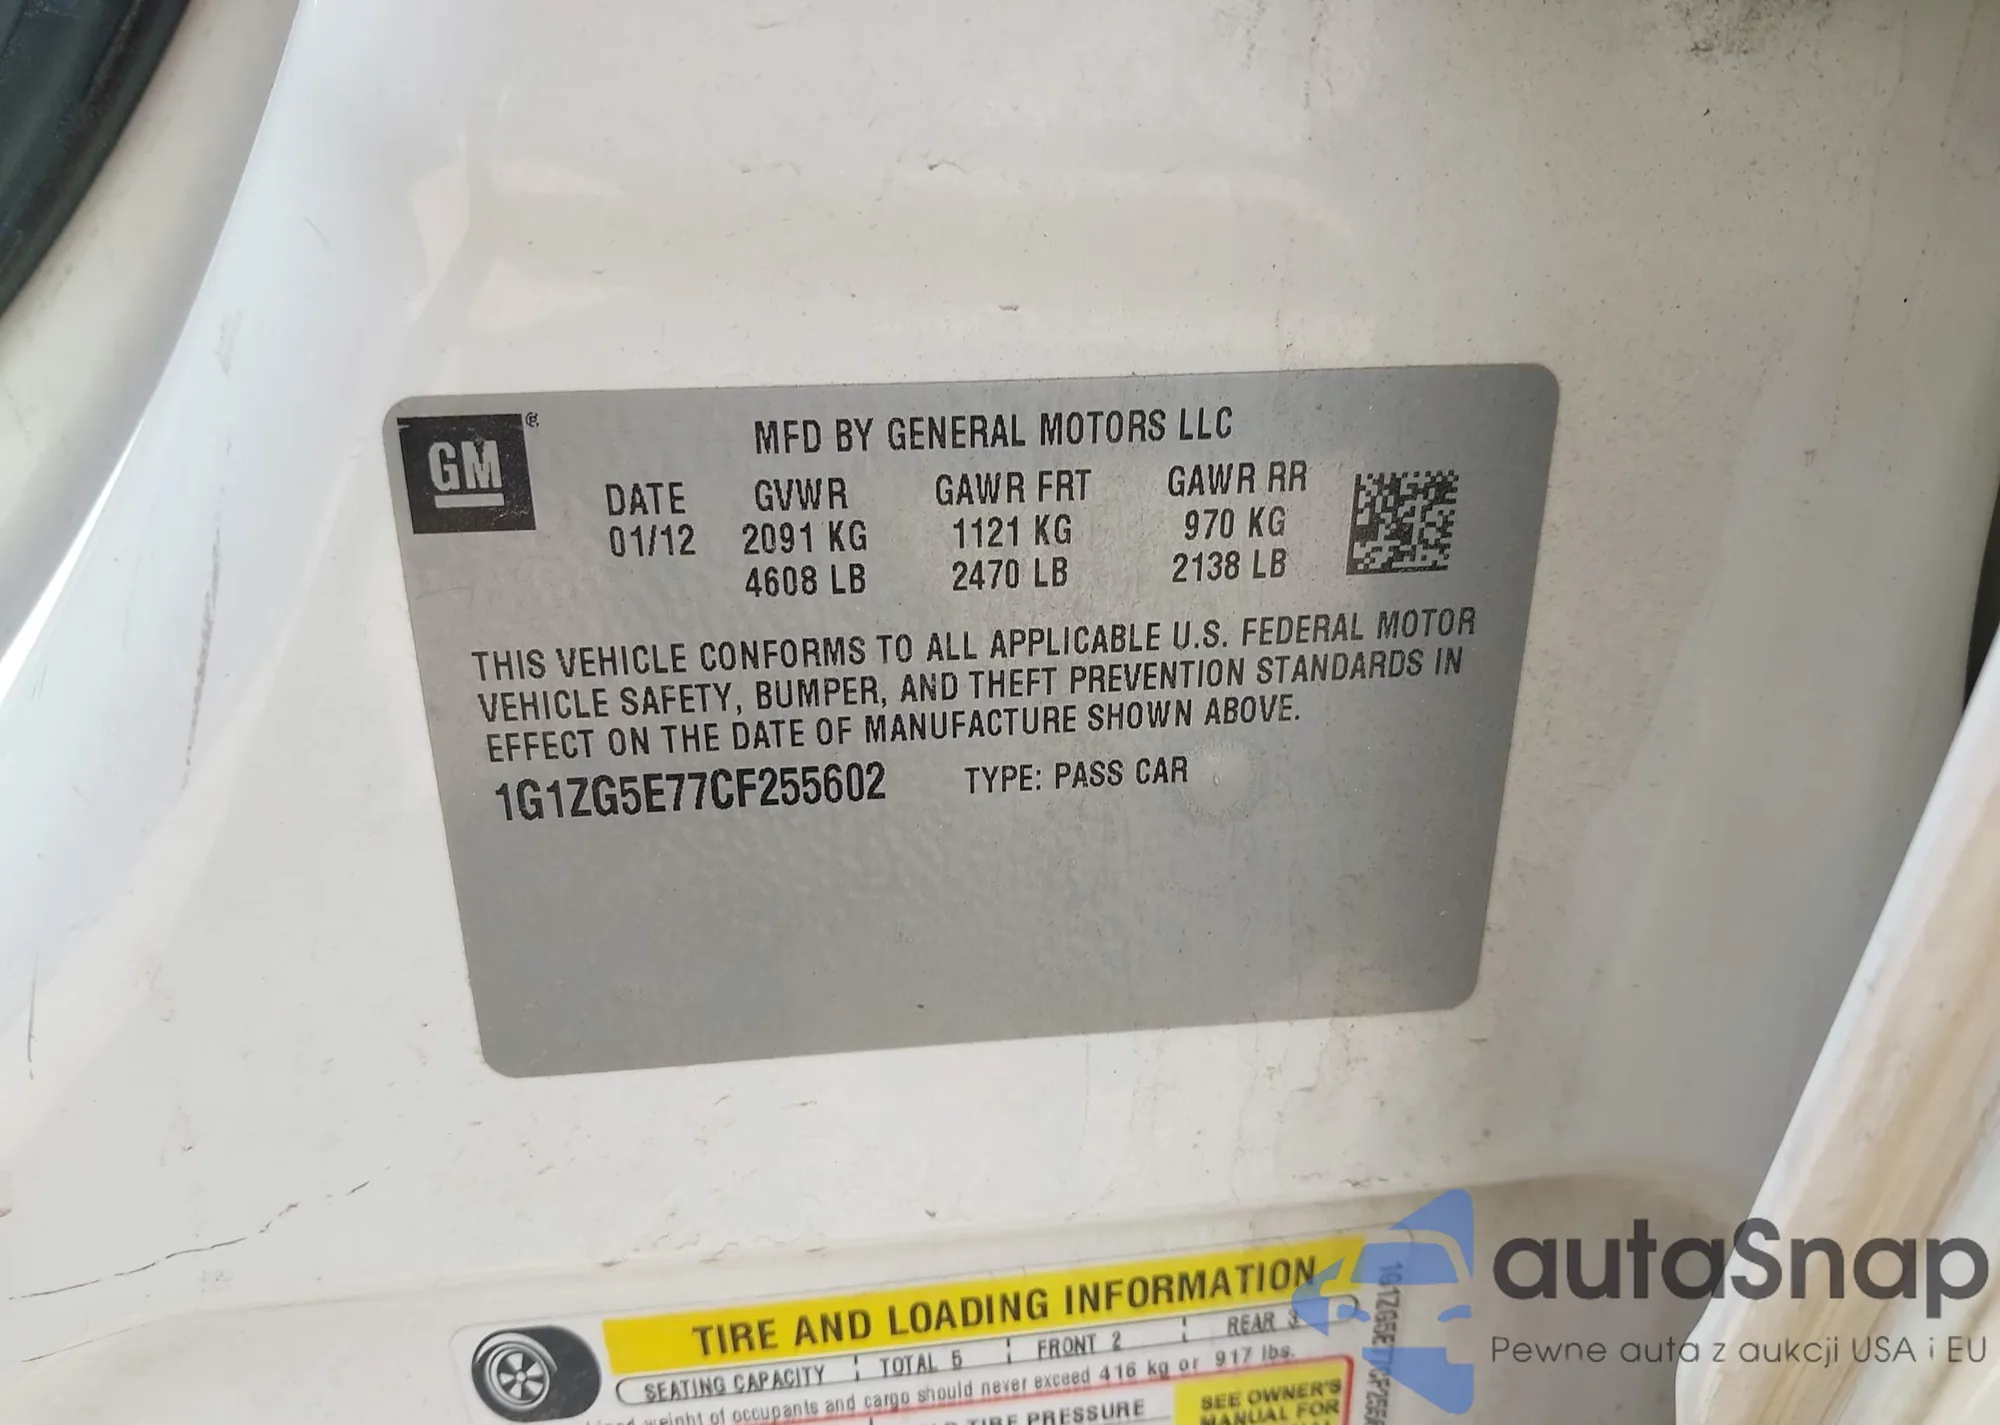 GM®
MFD BY GENERAL MOTORS LLC
DATE GVWR GAWR FRT GAWR RR
01/12 2091 KG 1121 KG 970 KG
4608 LB 2470 LB 2138 LB
THIS VEHICLE CONFORMS TO ALL APPLICABLE U.S. FEDERAL MOTOR
VEHICLE SAFETY, BUMPER, AND THEFT PREVENTION STANDARDS IN
EFFECT ON THE DATE OF MANUFACTURE SHOWN ABOVE.
1G1ZG5E77CF255602 TYPE: PASS CAR
TIRE AND LOADING INFORMATION
SEATING CAPACITY TOTAL 5 FRONT 2 REAR 3
weight of occupants and cargo should never exceed 416 kg or 917 lbs.
TIRE PRESSURE
SEE OWNER'S
MANUAL FOR
autoSnap
Pewne auta z aukcji USA i EU